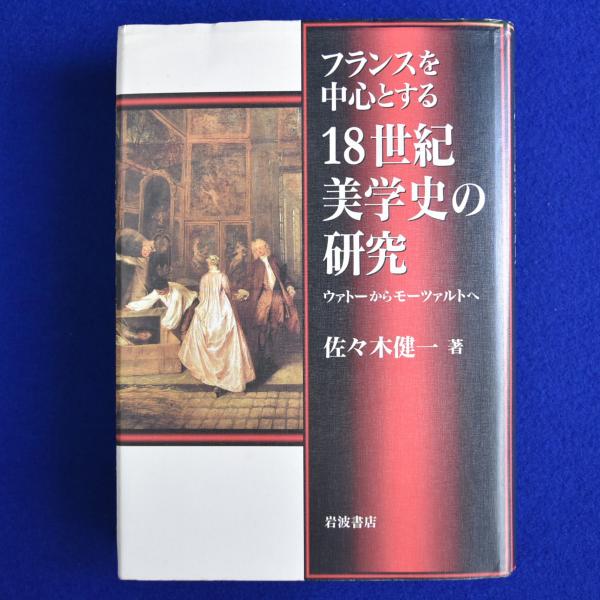 フランスを
中心とする
18世紀
美学史の
研究
ウァトーからモーツァルトへ
佐々木健一 著
岩波書店